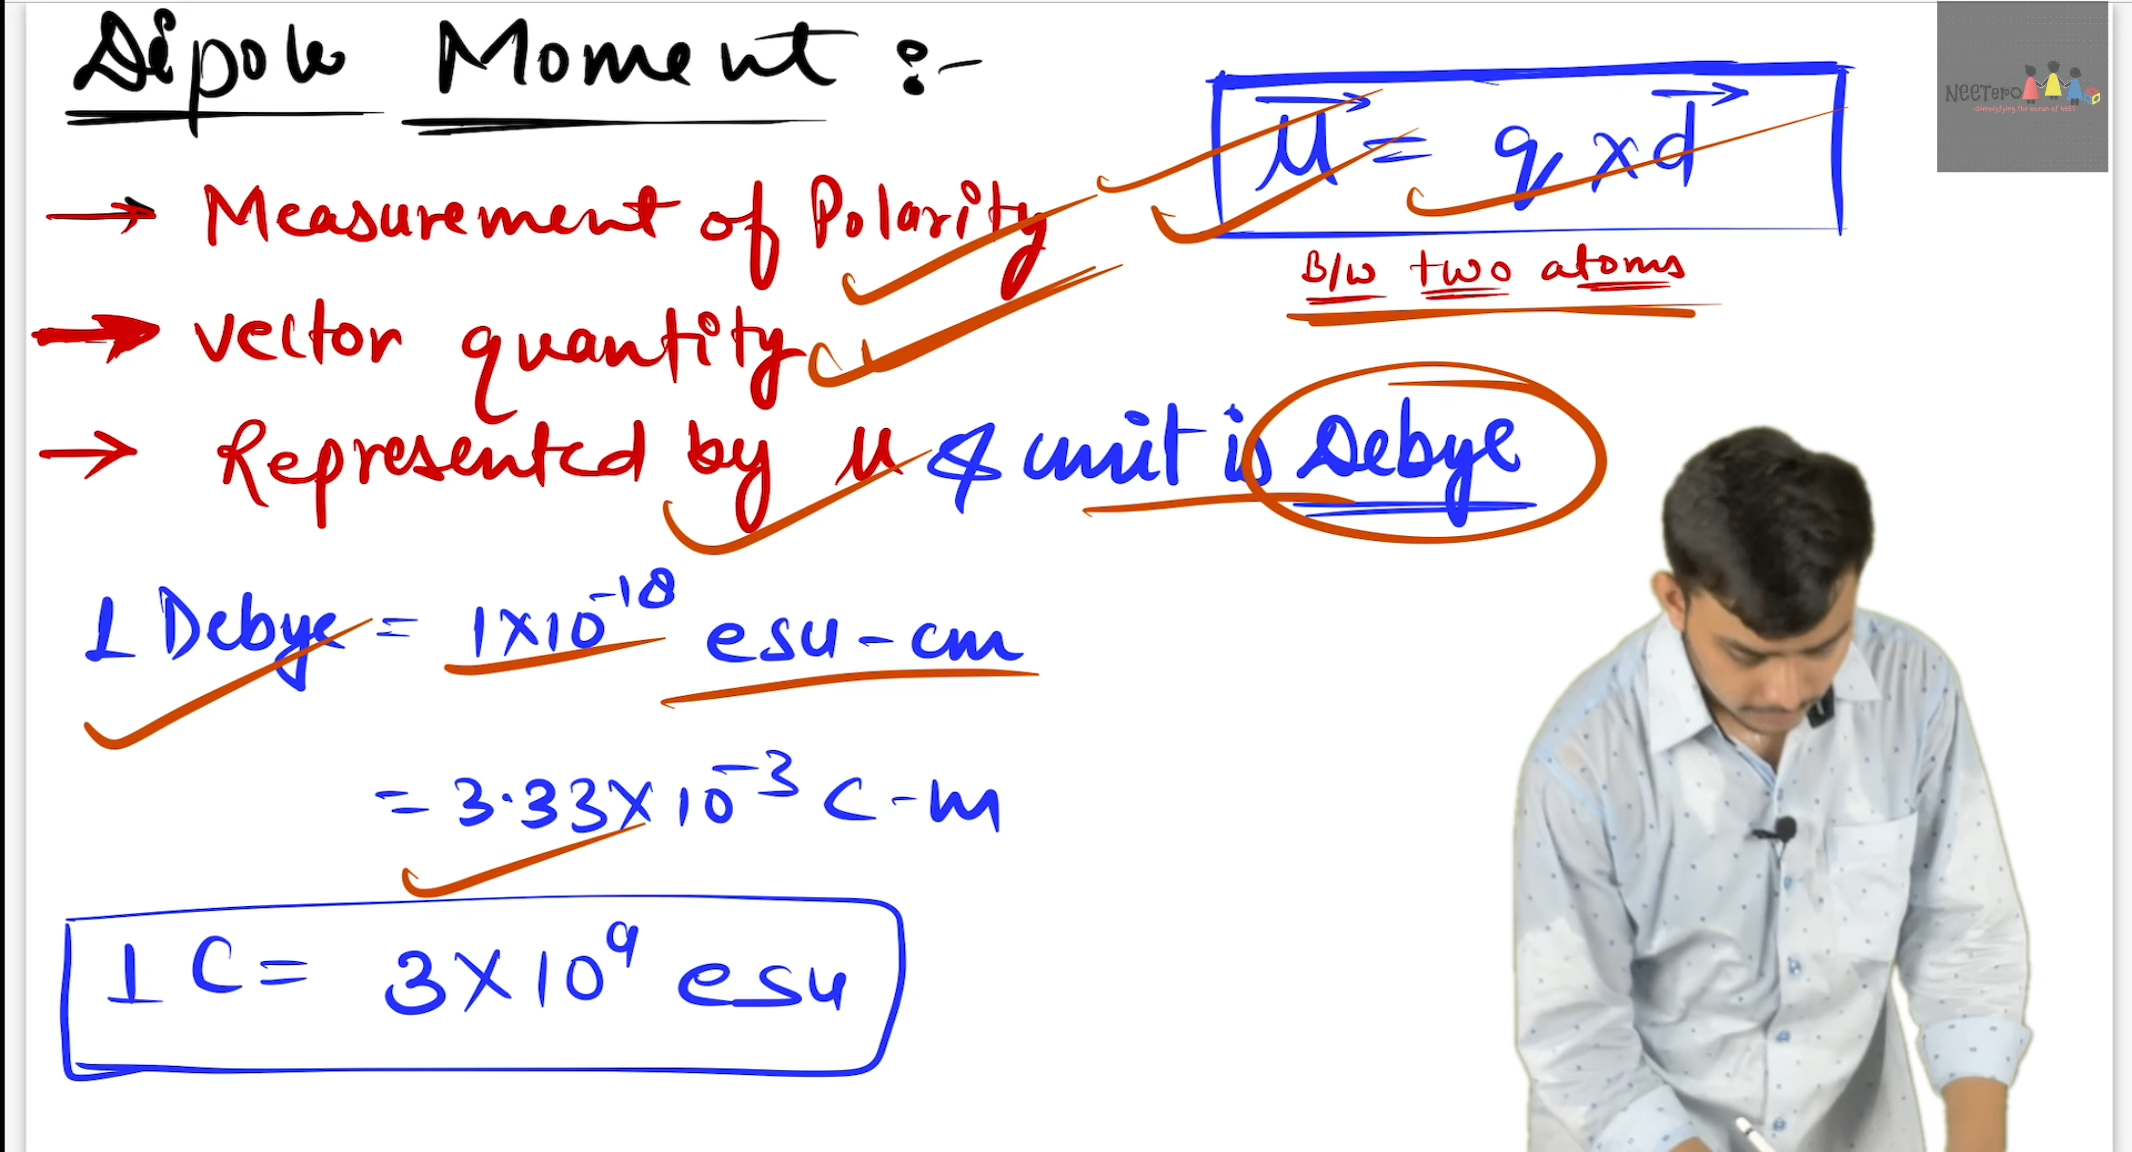 Dipole Moment :-
μ = q × d
B/w two atoms
→ Measurement of Polarity
→ Vector quantity
→ Represented by μ & unit is Debye
1 Debye = 1×10⁻¹⁸ esu-cm
= 3.33×10⁻³ C-m
1 C = 3×10⁹ esu
NEETepo